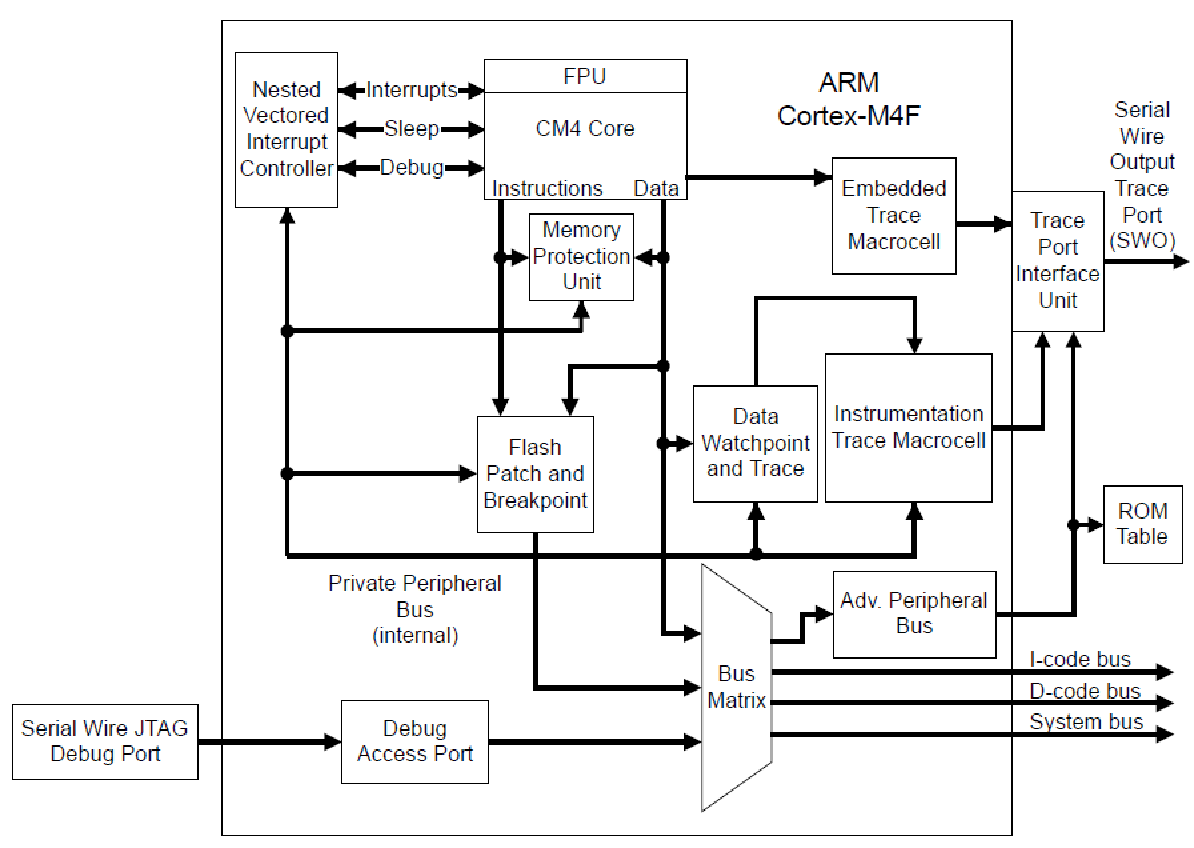 Nested
Vectored
Interrupt
Controller
Interrupts
Sleep
Debug
FPU
CM4 Core
Instructions
Data
ARM
Cortex-M4F
Serial
Wire
Output
Trace
Port
(SWO)
Embedded
Trace
Macrocell
Trace
Port
Interface
Unit
Memory
Protection
Unit
Data
Watchpoint
and Trace
Instrumentation
Trace Macrocell
Flash
Patch and
Breakpoint
ROM
Table
Private Peripheral
Bus
(internal)
Adv. Peripheral
Bus
Bus
Matrix
I-code bus
D-code bus
System bus
Serial Wire JTAG
Debug Port
Debug
Access Port